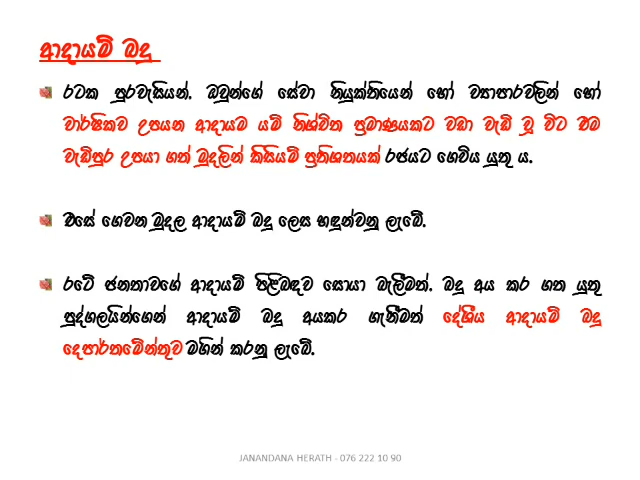 ආදායම් බදු
රටක පුරවැසියන්. ඔවුන්ගේ සේවා නියුක්තියෙන් හෝ ව්‍යාපාරවලින් හෝ
වාර්ෂිකව උපයන ආදායම යම් නිශ්චිත ප්‍රමාණයකට වඩා වැඩි වූ විට එම
වැඩිපුර උපයා ගත් මුදලින් කිසියම් ප්‍රතිශතයක් රජයට ගෙවිය යුතු ය.
එසේ ගෙවන මුදල ආදායම් බදු ලෙස හඳුන්වනු ලැබේ.
රටේ ජනතාවගේ ආදායම් පිළිබඳව සොයා බැලීමත්. බදු අය කර ගත යුතු
පුද්ගලයින්ගෙන් ආදායම් බදු අයකර ගැනීමත් දේශීය ආදායම් බදු
දෙපාර්තමේන්තුව මගින් කරනු ලැබේ.
JANANDANA HERATH - 076 222 10 90